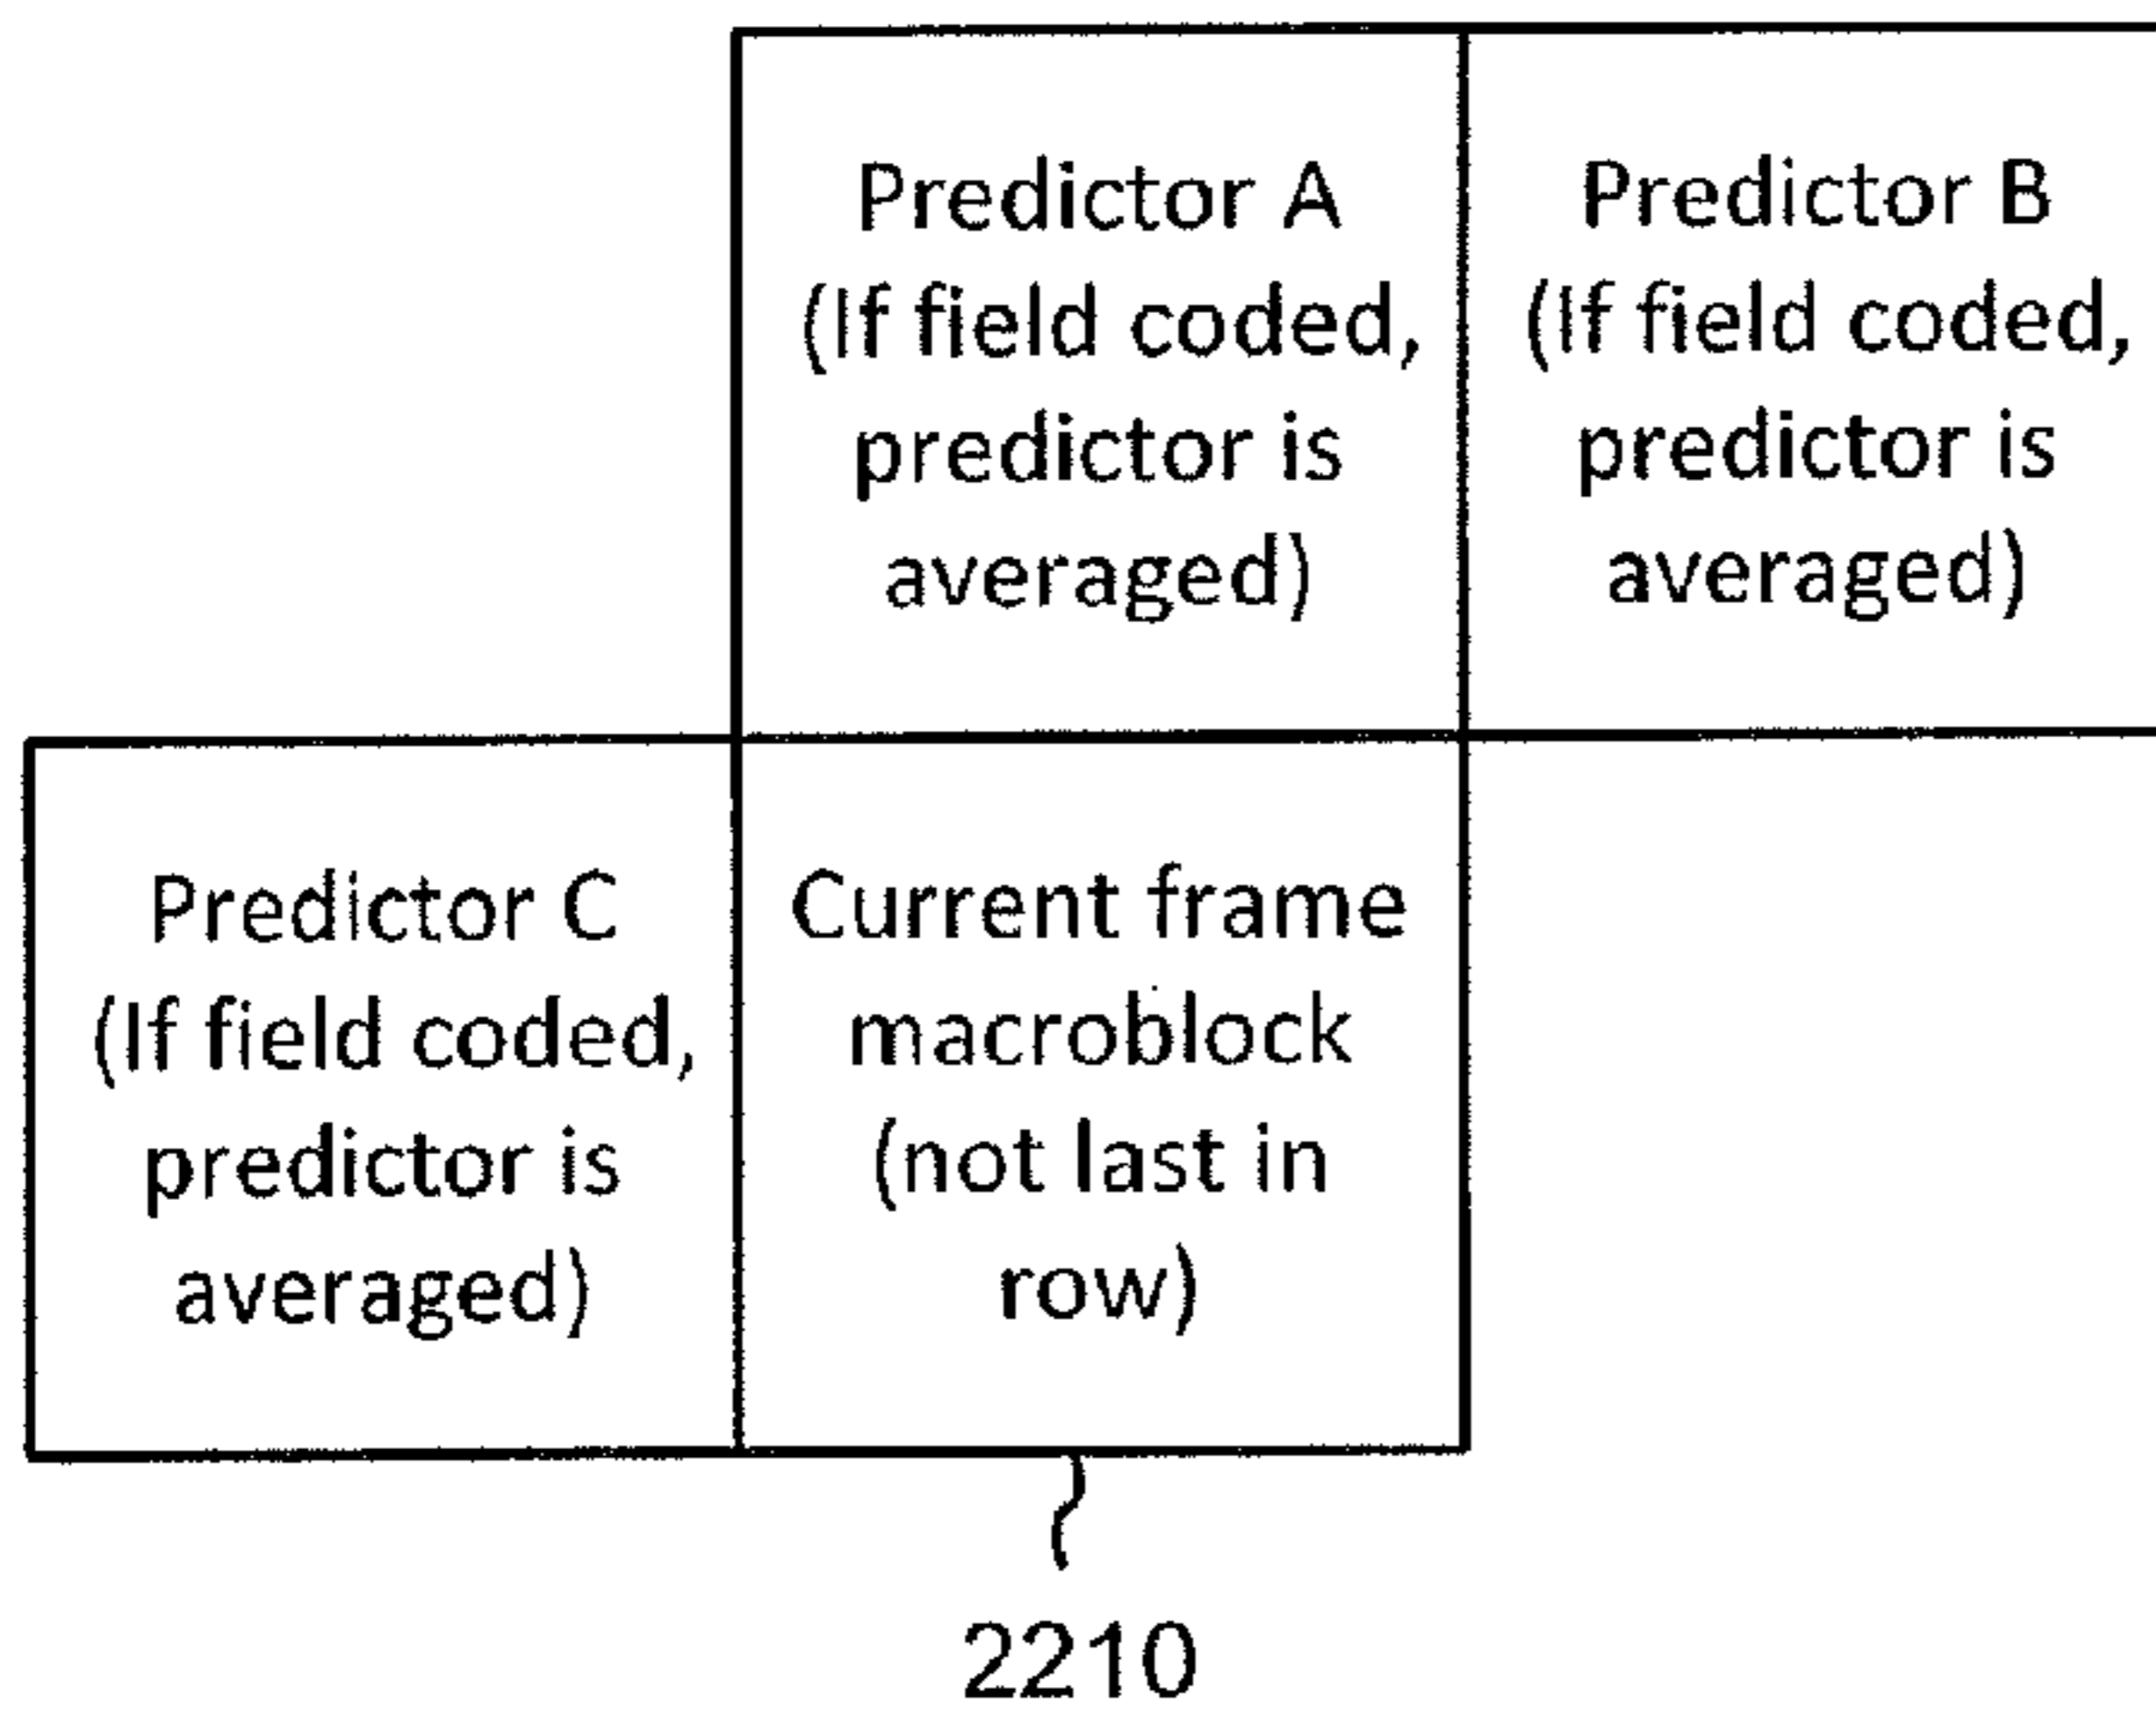 Predictor A
(If field coded,
predictor is
averaged)
Predictor B
(If field coded,
predictor is
averaged)
Predictor C
(If field coded,
predictor is
averaged)
Current frame
macroblock
(not last in
row)
2210